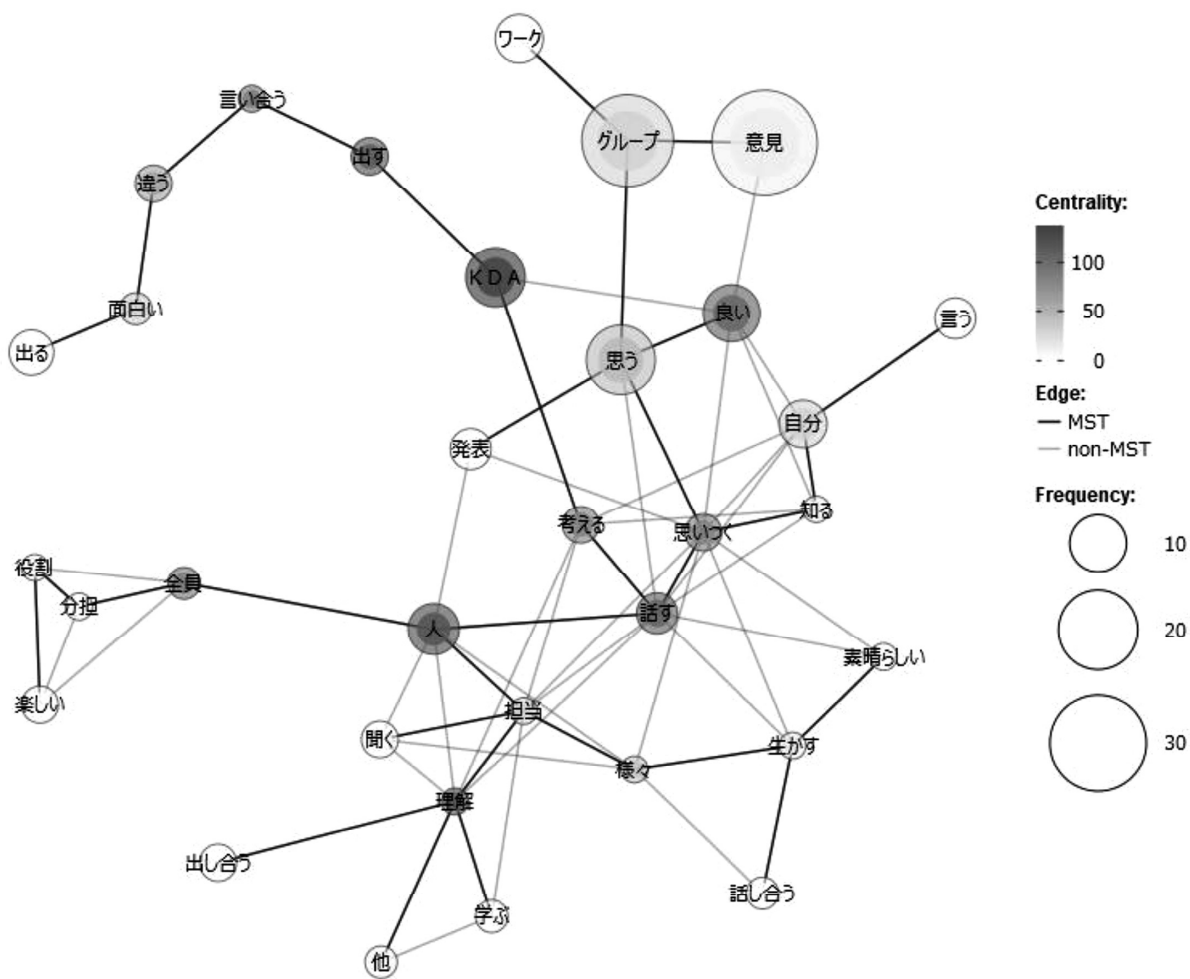 ワーク
言い合う
グループ
意見
出す
違う
KDA
面白い
良い
言う
出る
思う
自分
発表
知る
考える
思いつく
役割
全員
分担
話す
人
素晴らしい
楽しい
担当
聞く
生かす
様々
理解
出し合う
話し合う
学ぶ
他
Centrality:
100
50
0
Edge:
MST
non-MST
Frequency:
10
20
30